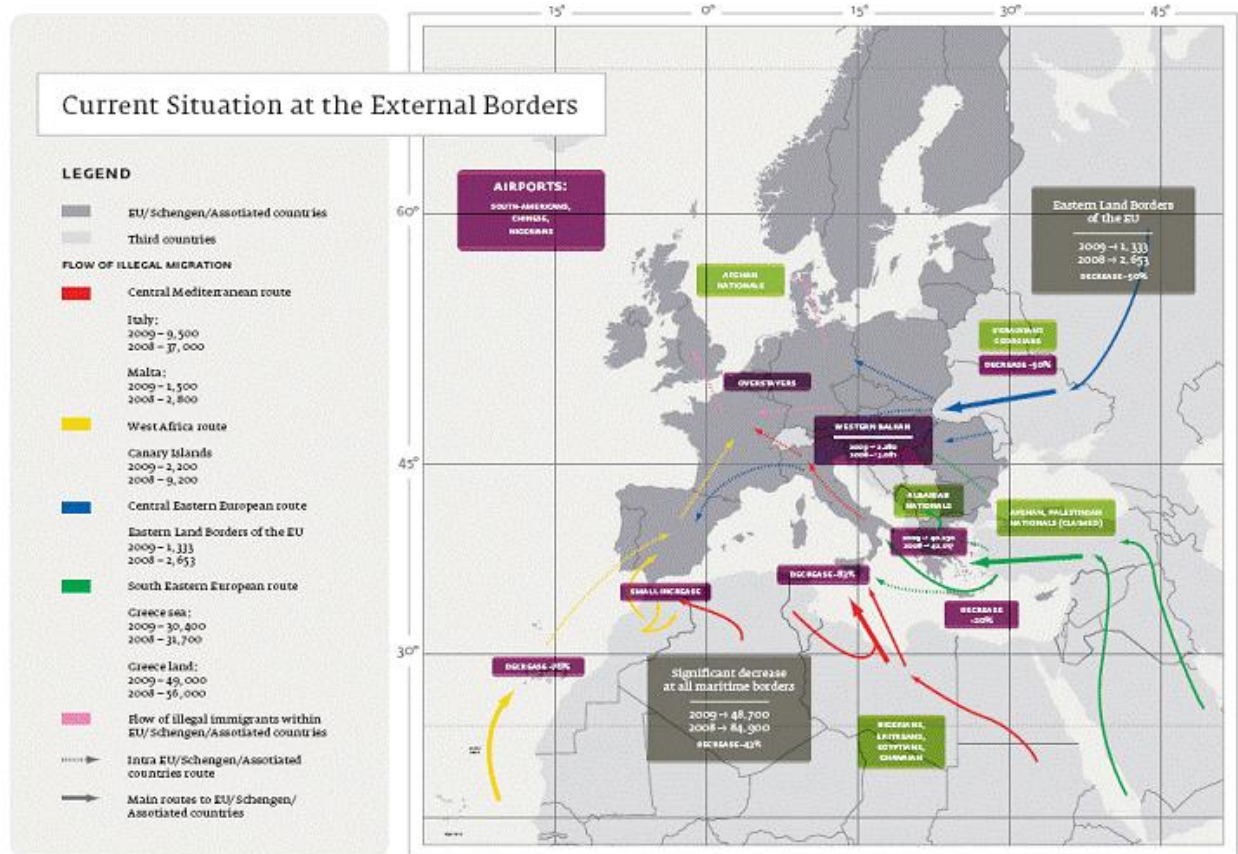 15° 0° 15° 30° 45°
Current Situation at the External Borders
LEGEND
EU/Schengen/Assotiated countries
Third countries
FLOW OF ILLEGAL MIGRATION
Central Mediterranean route
Italy:
2009 – 9,500
2008 – 37,000
Malta:
2009 – 1,500
2008 – 2,800
West Africa route
Canary Islands
2009 – 2,200
2008 – 9,200
Central Eastern European route
Eastern Land Borders of the EU
2009 – 1,333
2008 – 2,653
South Eastern European route
Greece sea:
2009 – 30,400
2008 – 31,700
Greece land:
2009 – 49,000
2008 – 56,000
Flow of illegal immigrants within
EU/Schengen/Assotiated countries
Intra EU/Schengen/Assotiated
countries route
Main routes to EU/Schengen/
Assotiated countries
60°
45°
30°
AIRPORTS:
SOUTH-AMERICANS,
CHINESE,
NIGERIANS
Eastern Land Borders
of the EU
2009 → 1,333
2008 → 2,653
DECREASE -50%
AFGHAN
NATIONALS
GEORGIANS
DECREASE -50%
OVERSTAYERS
WESTERN BALKAN
ALBANIAN
NATIONALS
AFGHAN, PALESTINIAN
NATIONALS (CLAIMED)
DECREASE
-20%
SMALL INCREASE
DECREASE
DECREASE
Significant decrease
at all maritime borders
2009 → 48,700
2008 → 84,900
DECREASE -43%
NIGERIANS,
ERITREANS,
EGYPTIANS,